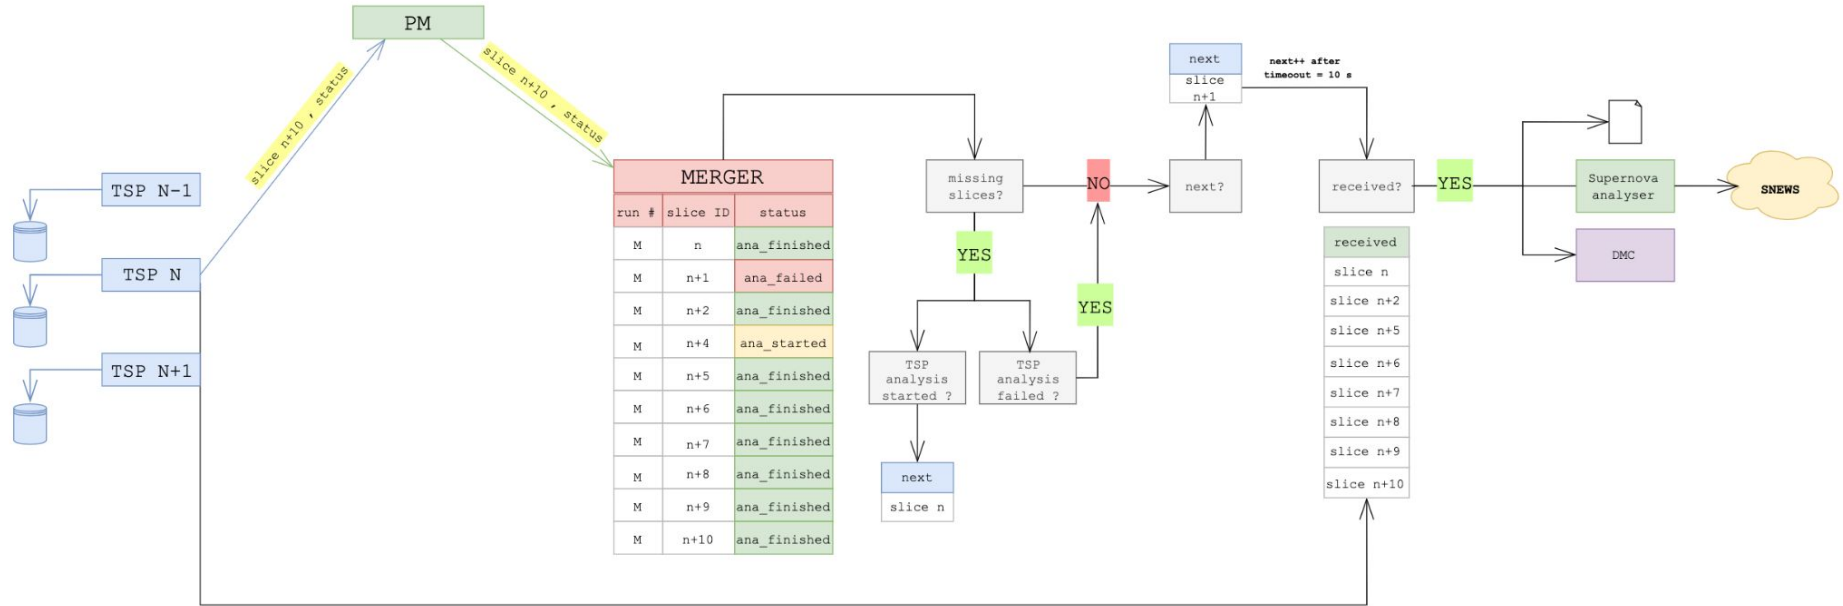 PM
slice n+10 , status
slice n+10 , status
TSP N-1
TSP N
TSP N+1
MERGER
run # slice ID status
M n ana_finished
M n+1 ana_failed
M n+2 ana_finished
M n+4 ana_started
M n+5 ana_finished
M n+6 ana_finished
M n+7 ana_finished
M n+8 ana_finished
M n+9 ana_finished
M n+10 ana_finished
missing
slices?
YES
TSP
analysis
started ?
TSP
analysis
failed ?
next
slice n
YES
NO
next?
next
slice
n+1
next++ after
timeoout = 10 s
received?
YES
received
slice n
slice n+2
slice n+5
slice n+6
slice n+7
slice n+8
slice n+9
slice n+10
Supernova
analyser
DMC
SNEWS